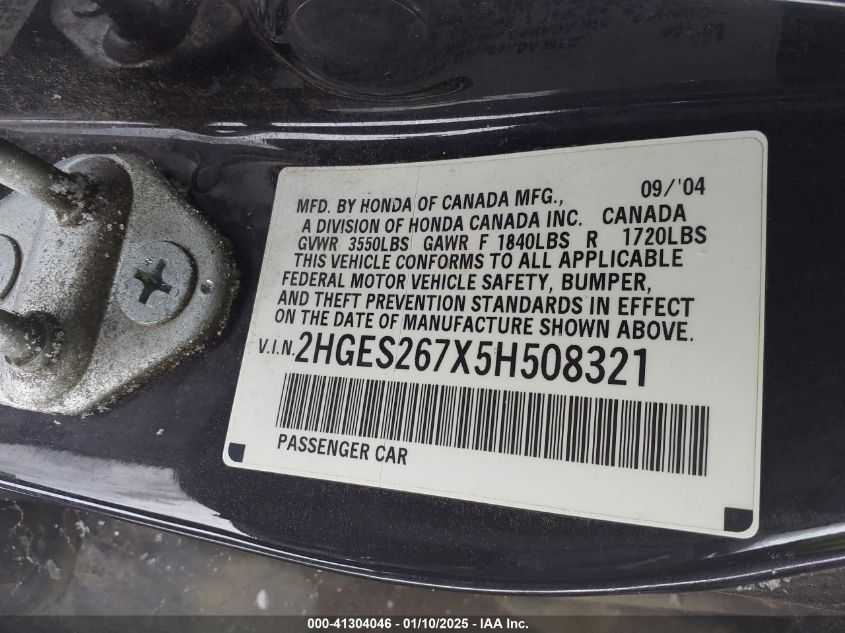 MFD. BY HONDA OF CANADA MFG., 09/'04
A DIVISION OF HONDA CANADA INC. CANADA
GVWR 3550LBS GAWR F 1840LBS R 1720LBS
THIS VEHICLE CONFORMS TO ALL APPLICABLE
FEDERAL MOTOR VEHICLE SAFETY, BUMPER,
AND THEFT PREVENTION STANDARDS IN EFFECT
ON THE DATE OF MANUFACTURE SHOWN ABOVE.
V.I.N. 2HGES267X5H508321
PASSENGER CAR
000-41304046 - 01/10/2025 - IAA Inc.